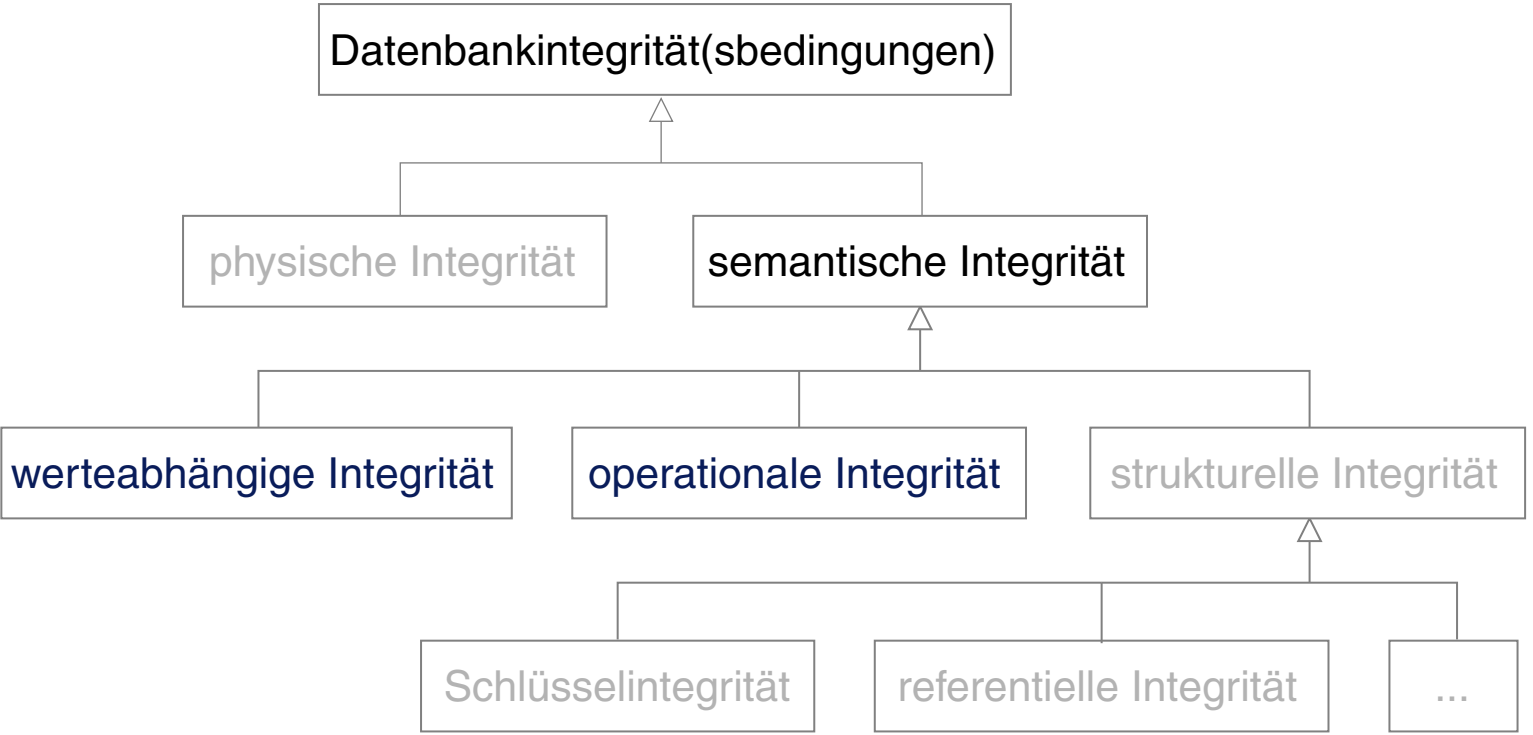 Datenbankintegrität(sbedingungen)
physische Integrität
semantische Integrität
werteabhängige Integrität
operationale Integrität
strukturelle Integrität
Schlüsselintegrität
referentielle Integrität
...